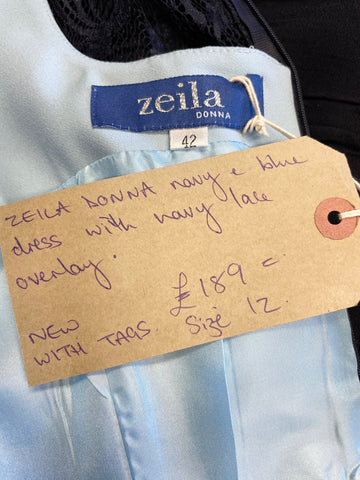 zeila
DONNA
42
ZEILA DONNA navy e blue
dress with navy lace
overlay.
£189 =
NEW
WITH TAGS. Size 12.